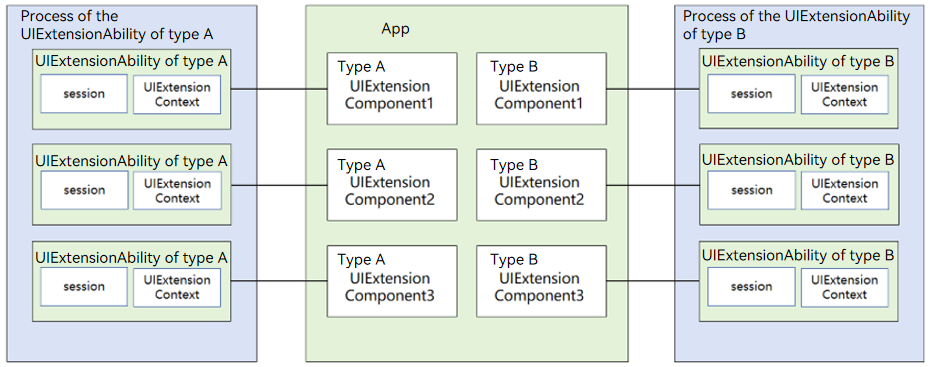 Process of the
UIExtensionAbility of type A
UIExtensionAbility of type A
session
UIExtension
Context
UIExtensionAbility of type A
session
UIExtension
Context
UIExtensionAbility of type A
session
UIExtension
Context
App
Type A
UIExtension
Component1
Type B
UIExtension
Component1
Type A
UIExtension
Component2
Type B
UIExtension
Component2
Type A
UIExtension
Component3
Type B
UIExtension
Component3
Process of the UIExtensionAbility
of type B
UIExtensionAbility of type B
session
UIExtension
Context
UIExtensionAbility of type B
session
UIExtension
Context
UIExtensionAbility of type B
session
UIExtension
Context